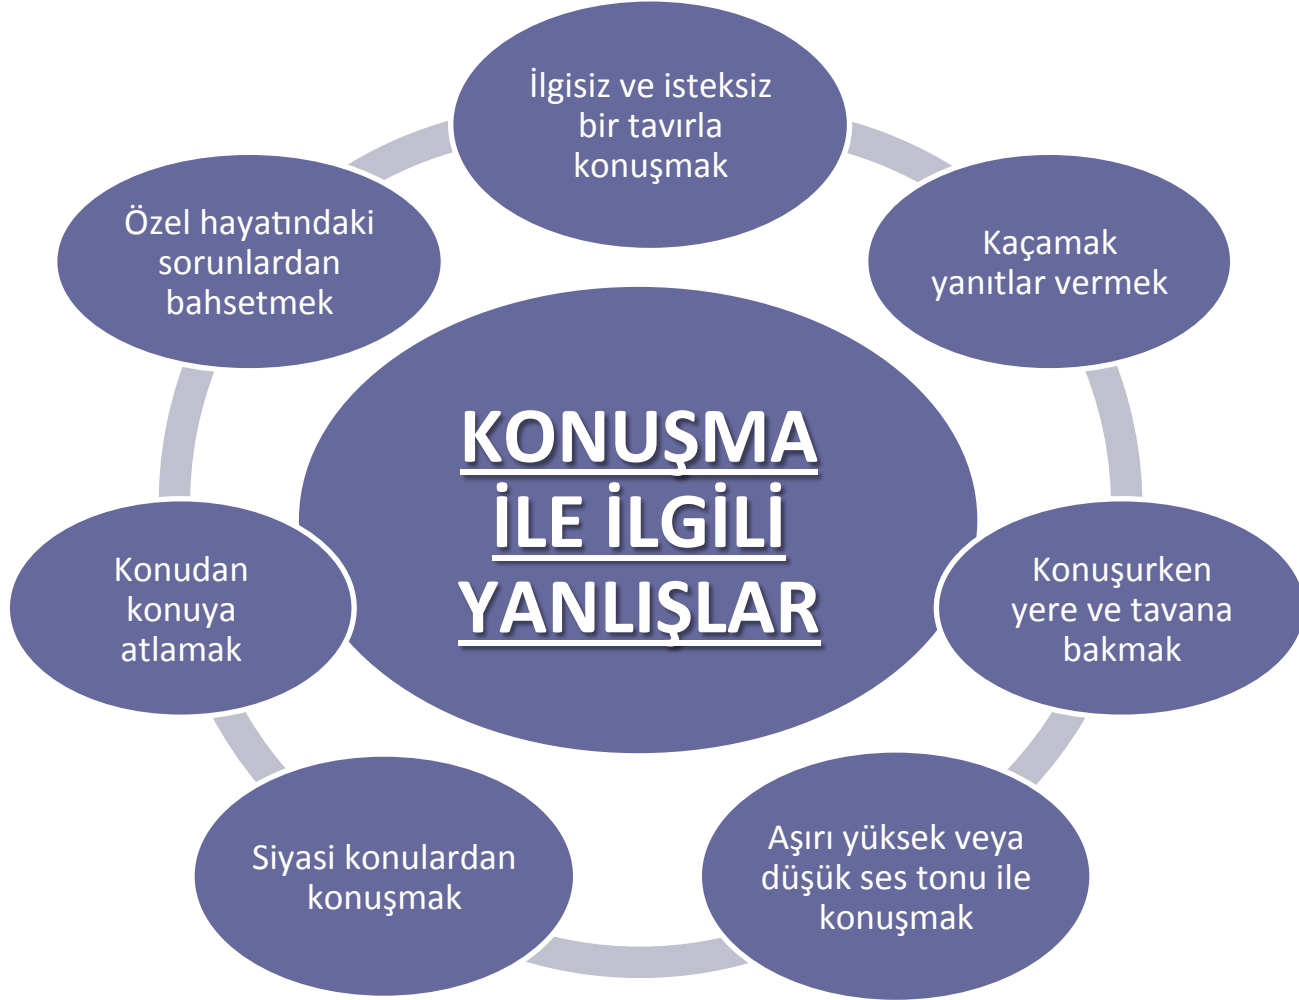 İlgisiz ve isteksiz
bir tavırla
konuşmak
Kaçamak
yanıtlar vermek
Konuşurken
yere ve tavana
bakmak
Aşırı yüksek veya
düşük ses tonu ile
konuşmak
Siyasi konulardan
konuşmak
Konudan
konuya
atlamak
Özel hayatındaki
sorunlardan
bahsetmek
KONUŞMA
İLE İLGİLİ
YANLIŞLAR